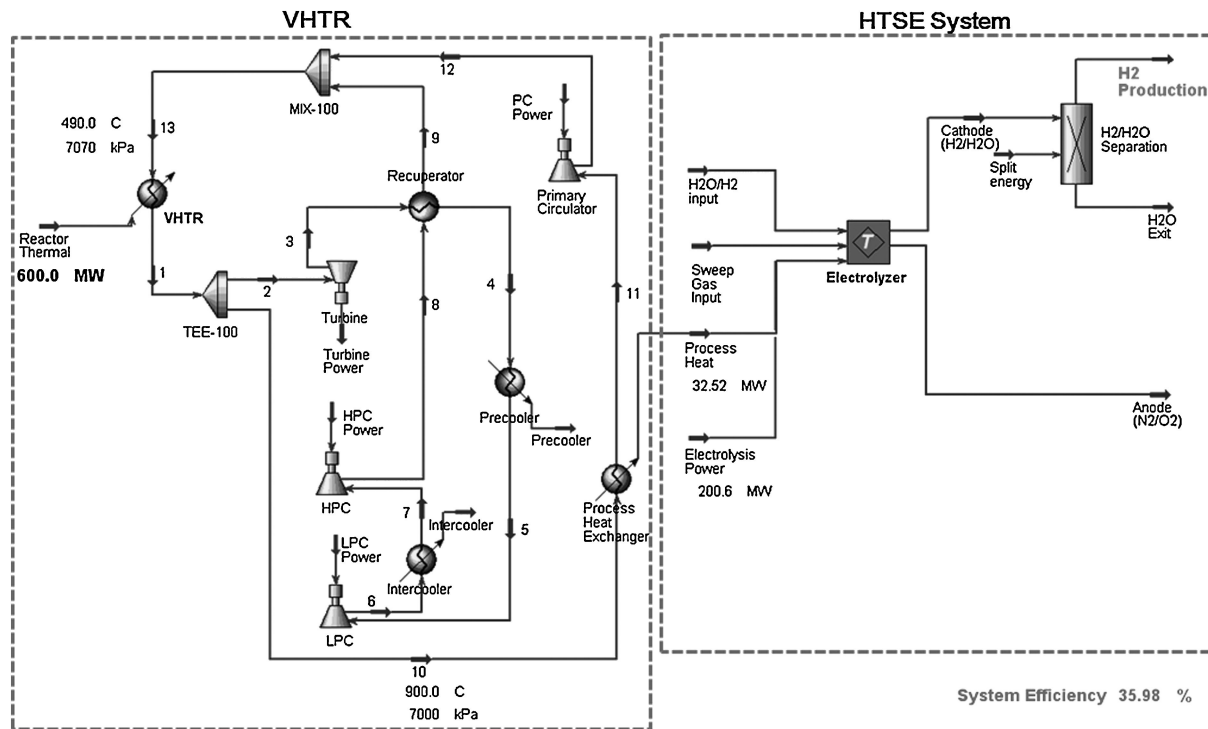 VHTR
HTSE System
12
MIX-100
PC
Power
H2
Production
490.0 C
7070 kPa
13
9
Cathode
(H2/H2O)
H2/H2O
Separation
Recuperator
Primary
Circulator
H2O/H2
input
Split
energy
VHTR
Reactor
Thermal
600.0 MW
3
H2O
Exit
T
1
2
4
11
Sweep
Gas
Input
Electrolyzer
8
TEE-100
Turbine
Turbine
Power
Process
Heat
32.52 MW
Precooler
Precooler
HPC
Power
Anode
(N2/O2)
Electrolysis
Power
200.6 MW
HPC
7
Intercooler
5
Process
Heat
Exchanger
LPC
Power
Intercooler
6
LPC
10
900.0 C
7000 kPa
System Efficiency 35.98 %